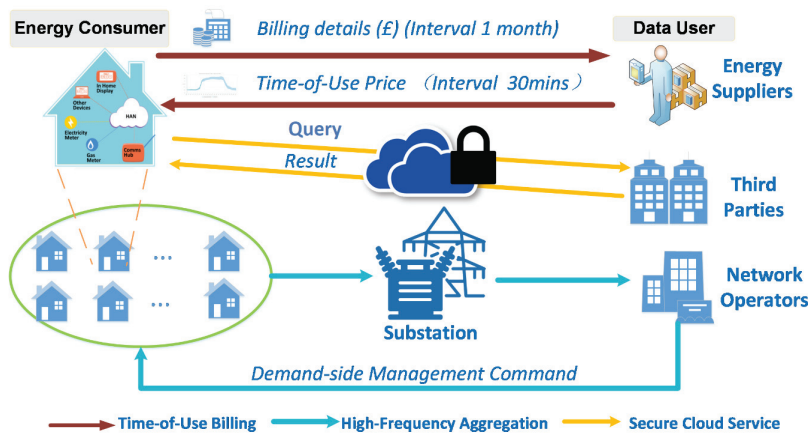 Energy Consumer
Billing details (£) (Interval 1 month)
Data User
In Home
Display
Other
Devices
HAN
Electricity
Meter
Gas
Meter
Comms
Hub
Time-of-Use Price （Interval 30mins）
Energy
Suppliers
Query
Result
Third
Parties
...
...
Substation
Network
Operators
Demand-side Management Command
Time-of-Use Billing
High-Frequency Aggregation
Secure Cloud Service